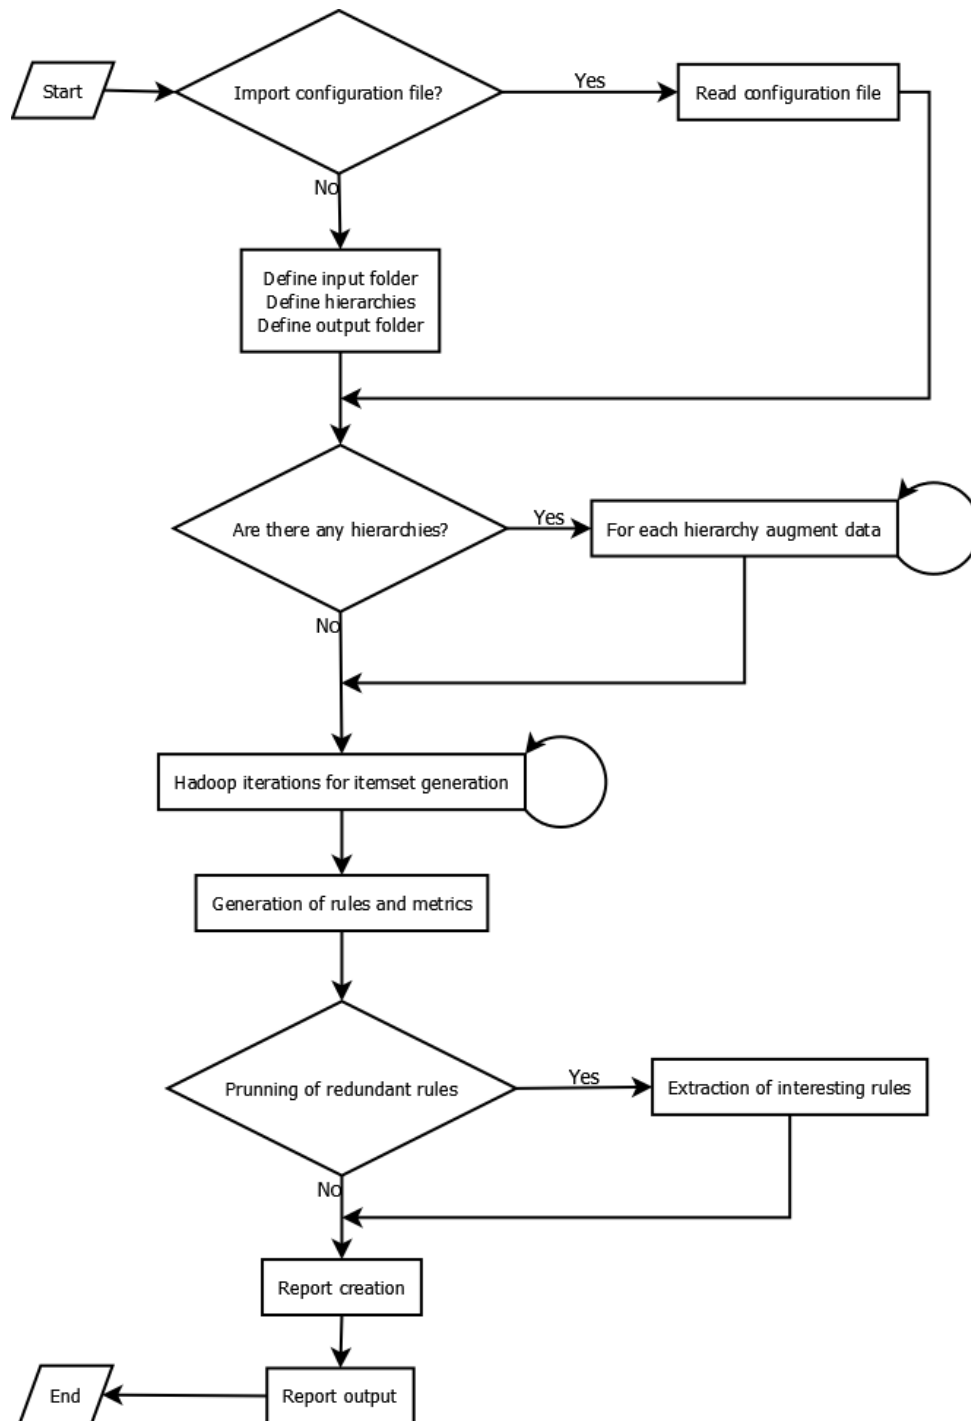 Start
Import configuration file?
Yes
Read configuration file
No
Define input folder
Define hierarchies
Define output folder
Are there any hierarchies?
Yes
For each hierarchy augment data
No
Hadoop iterations for itemset generation
Generation of rules and metrics
Prunning of redundant rules
Yes
Extraction of interesting rules
No
Report creation
Report output
End